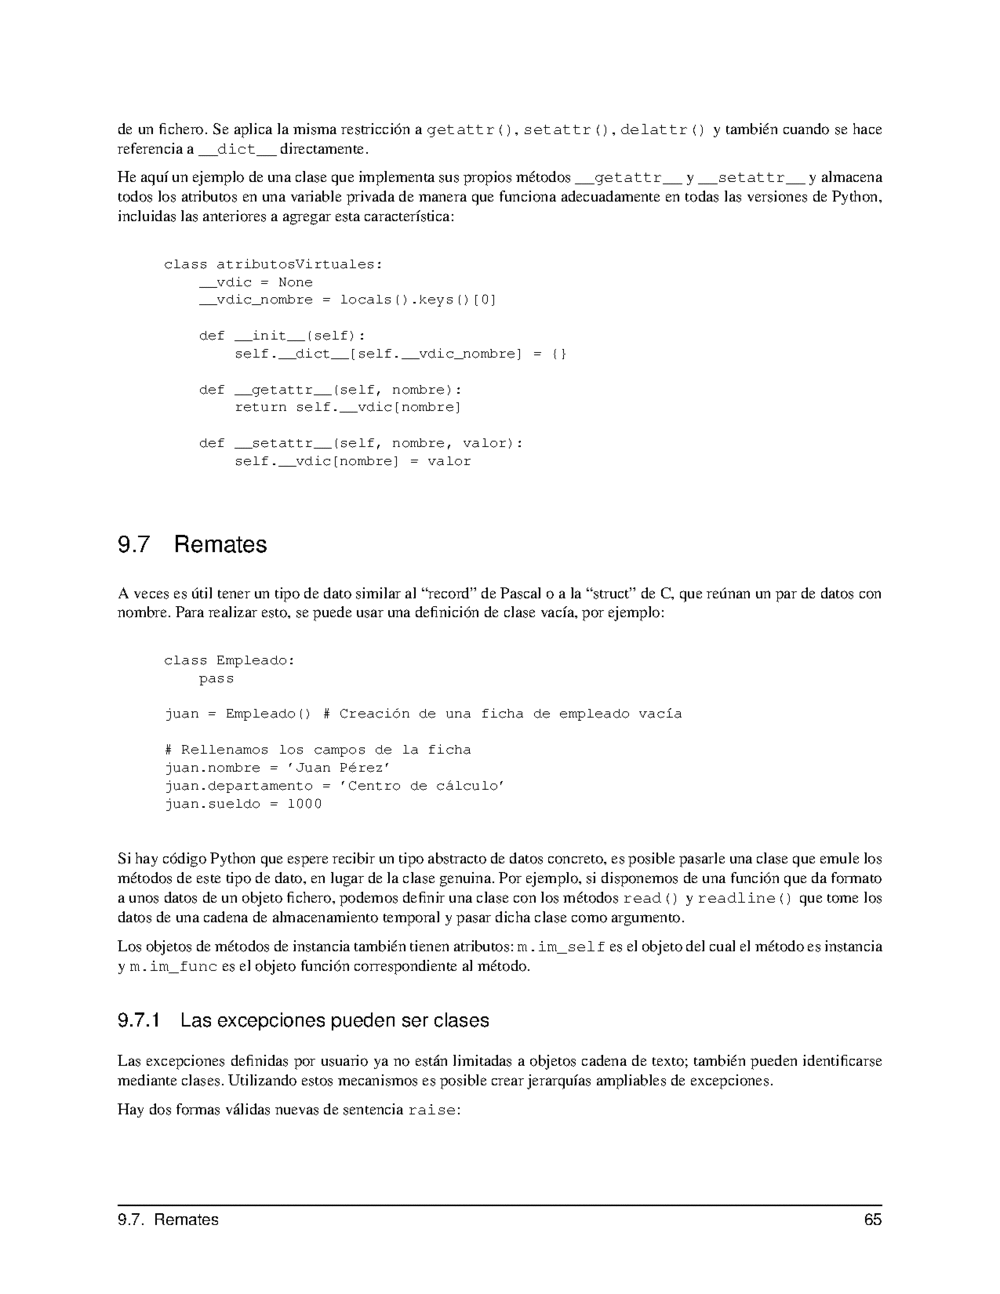 de un fichero. Se aplica la misma restricción a getattr(), setattr(), delattr() y también cuando se hace
referencia a __dict__ directamente.
He aquí un ejemplo de una clase que implementa sus propios métodos __getattr__ y __setattr__ y almacena
todos los atributos en una variable privada de manera que funciona adecuadamente en todas las versiones de Python,
incluidas las anteriores a agregar esta característica:
class atributosVirtuales:
    __vdic = None
    __vdic_nombre = locals().keys()[0]
    def __init__(self):
        self.__dict__[self.__vdic_nombre] = {}
    def __getattr__(self, nombre):
        return self.__vdic[nombre]
    def __setattr__(self, nombre, valor):
        self.__vdic[nombre] = valor
9.7 Remates
A veces es útil tener un tipo de dato similar al “record” de Pascal o a la “struct” de C, que reúnan un par de datos con
nombre. Para realizar esto, se puede usar una definición de clase vacía, por ejemplo:
class Empleado:
    pass
juan = Empleado() # Creación de una ficha de empleado vacía
# Rellenamos los campos de la ficha
juan.nombre = ’Juan Pérez’
juan.departamento = ’Centro de cálculo’
juan.sueldo = 1000
Si hay código Python que espere recibir un tipo abstracto de datos concreto, es posible pasarle una clase que emule los
métodos de este tipo de dato, en lugar de la clase genuina. Por ejemplo, si disponemos de una función que da formato
a unos datos de un objeto fichero, podemos definir una clase con los métodos read() y readline() que tome los
datos de una cadena de almacenamiento temporal y pasar dicha clase como argumento.
Los objetos de métodos de instancia también tienen atributos: m.im_self es el objeto del cual el método es instancia
y m.im_func es el objeto función correspondiente al método.
9.7.1 Las excepciones pueden ser clases
Las excepciones definidas por usuario ya no están limitadas a objetos cadena de texto; también pueden identificarse
mediante clases. Utilizando estos mecanismos es posible crear jerarquías ampliables de excepciones.
Hay dos formas válidas nuevas de sentencia raise:
9.7. Remates 65